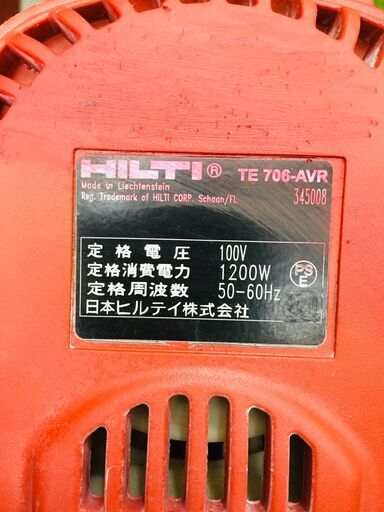 HILTI® TE 706-AVR
Made in Liechtenstein 345008
Reg. Trademark of HILTI CORP. Schaan/FL
定格電圧 100V
定格消費電力 1200W
定格周波数 50-60Hz
PS
E
日本ヒルテイ株式会社